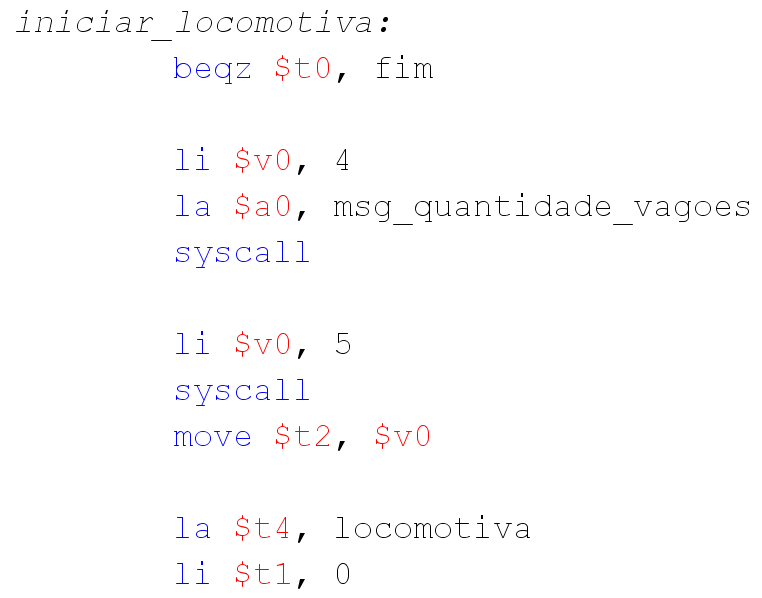 iniciar_locomotiva:
beqz $t0, fim
li $v0, 4
la $a0, msg_quantidade_vagoes
syscall
li $v0, 5
syscall
move $t2, $v0
la $t4, locomotiva
li $t1, 0